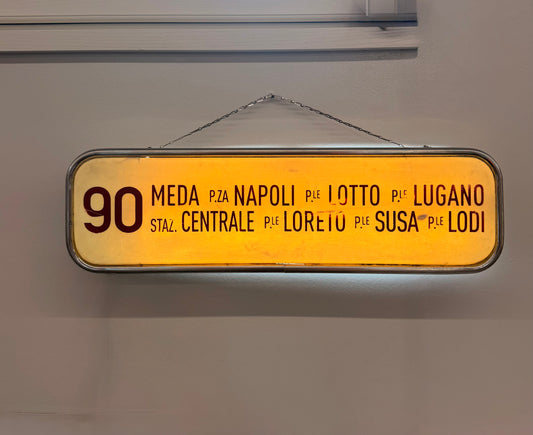 90 MEDA P.ZA NAPOLI P.LE LOTTO P.LE LUGANO
STAZ. CENTRALE P.LE LORETO P.LE SUSA P.LE LODI